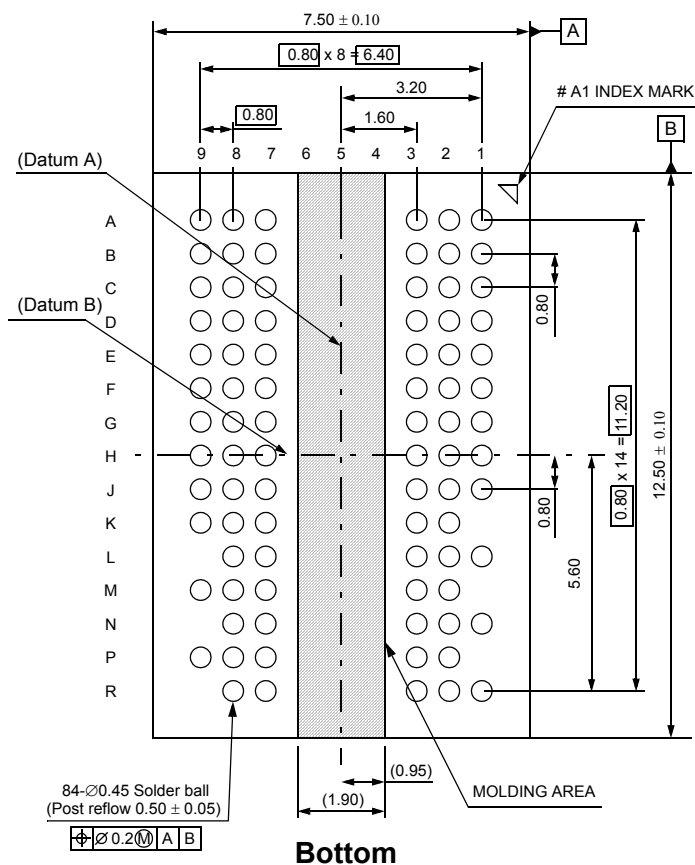 7.50 ± 0.10
A
0.80 x 8 = 6.40
3.20
# A1 INDEX MARK
0.80
1.60
B
9 8 7 6 5 4 3 2 1
(Datum A)
A
B
C
0.80
(Datum B)
D
E
F
G
H
J
0.80
0.80 x 14 = 11.20
12.50 ± 0.10
K
L
5.60
M
N
P
R
(0.95)
84-∅0.45 Solder ball
(Post reflow 0.50 ± 0.05)
MOLDING AREA
(1.90)
⌖ ∅ 0.2 Ⓜ A B
Bottom